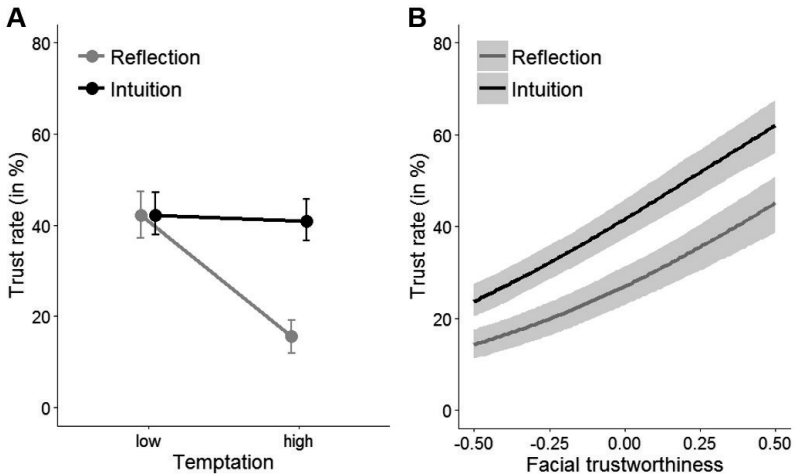 A
Reflection
Intuition
Trust rate (in %)
80
60
40
20
0
low
high
Temptation
B
Reflection
Intuition
Trust rate (in %)
80
60
40
20
0
-0.50
-0.25
0.00
0.25
0.50
Facial trustworthiness